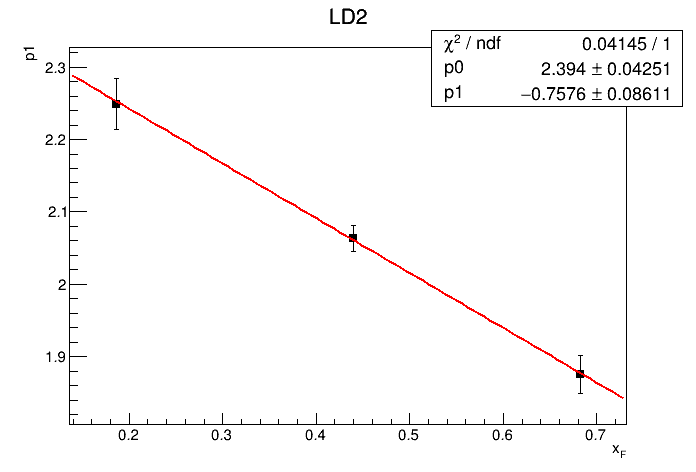 LD2
χ² / ndf 0.04145 / 1
p0 2.394 ± 0.04251
p1 −0.7576 ± 0.08611
p1
2.3
2.2
2.1
2
1.9
0.2 0.3 0.4 0.5 0.6 0.7
x_F